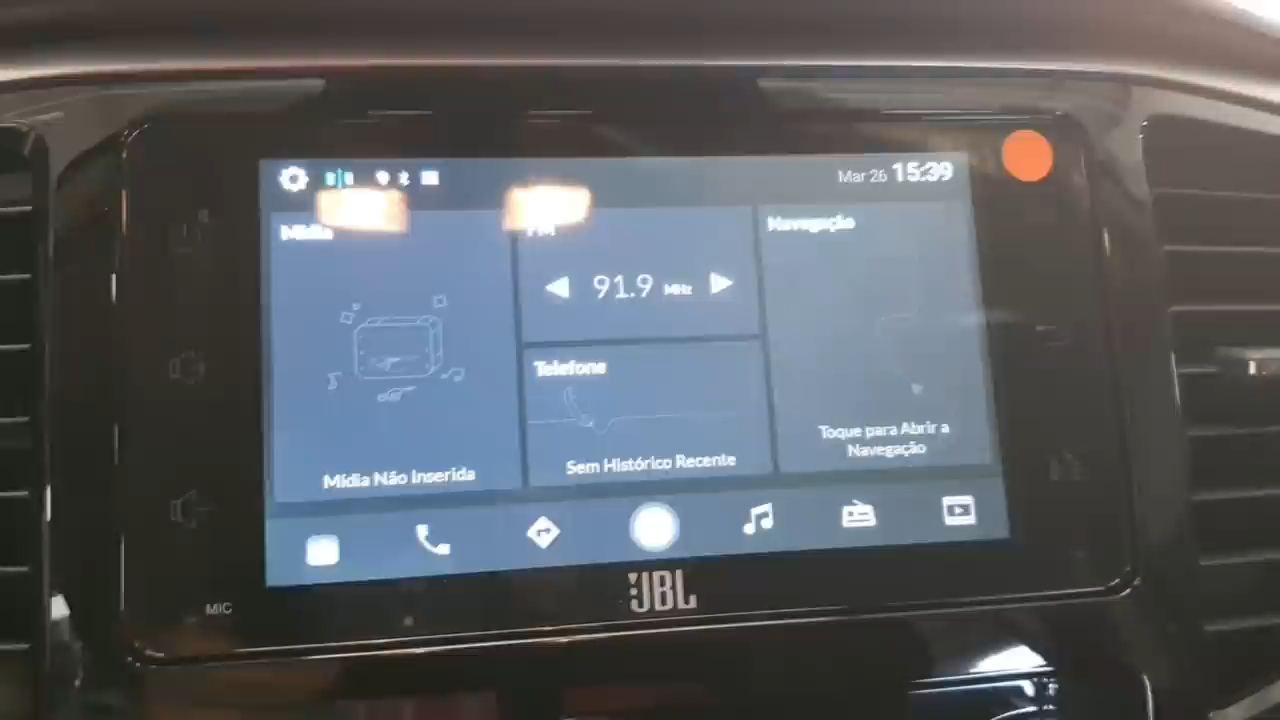 Mar 26 15:39
Mídia
FM
Navegação
91.9 MHz
Telefone
Toque para Abrir a
Navegação
Sem Histórico Recente
Mídia Não Inserida
JBL
MIC